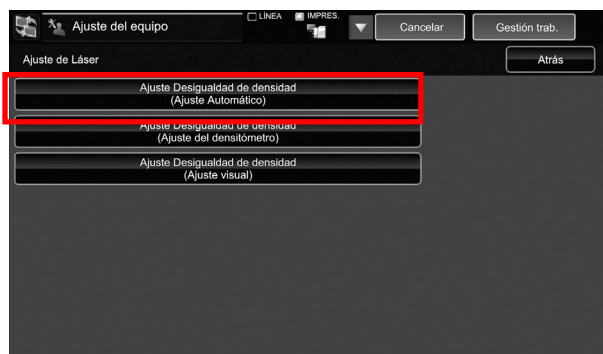 Ajuste del equipo
LÍNEA
IMPRES.
Cancelar
Gestión trab.
Ajuste de Láser
Atrás
Ajuste Desigualdad de densidad
(Ajuste Automático)
Ajuste Desigualdad de densidad
(Ajuste del densitómetro)
Ajuste Desigualdad de densidad
(Ajuste visual)